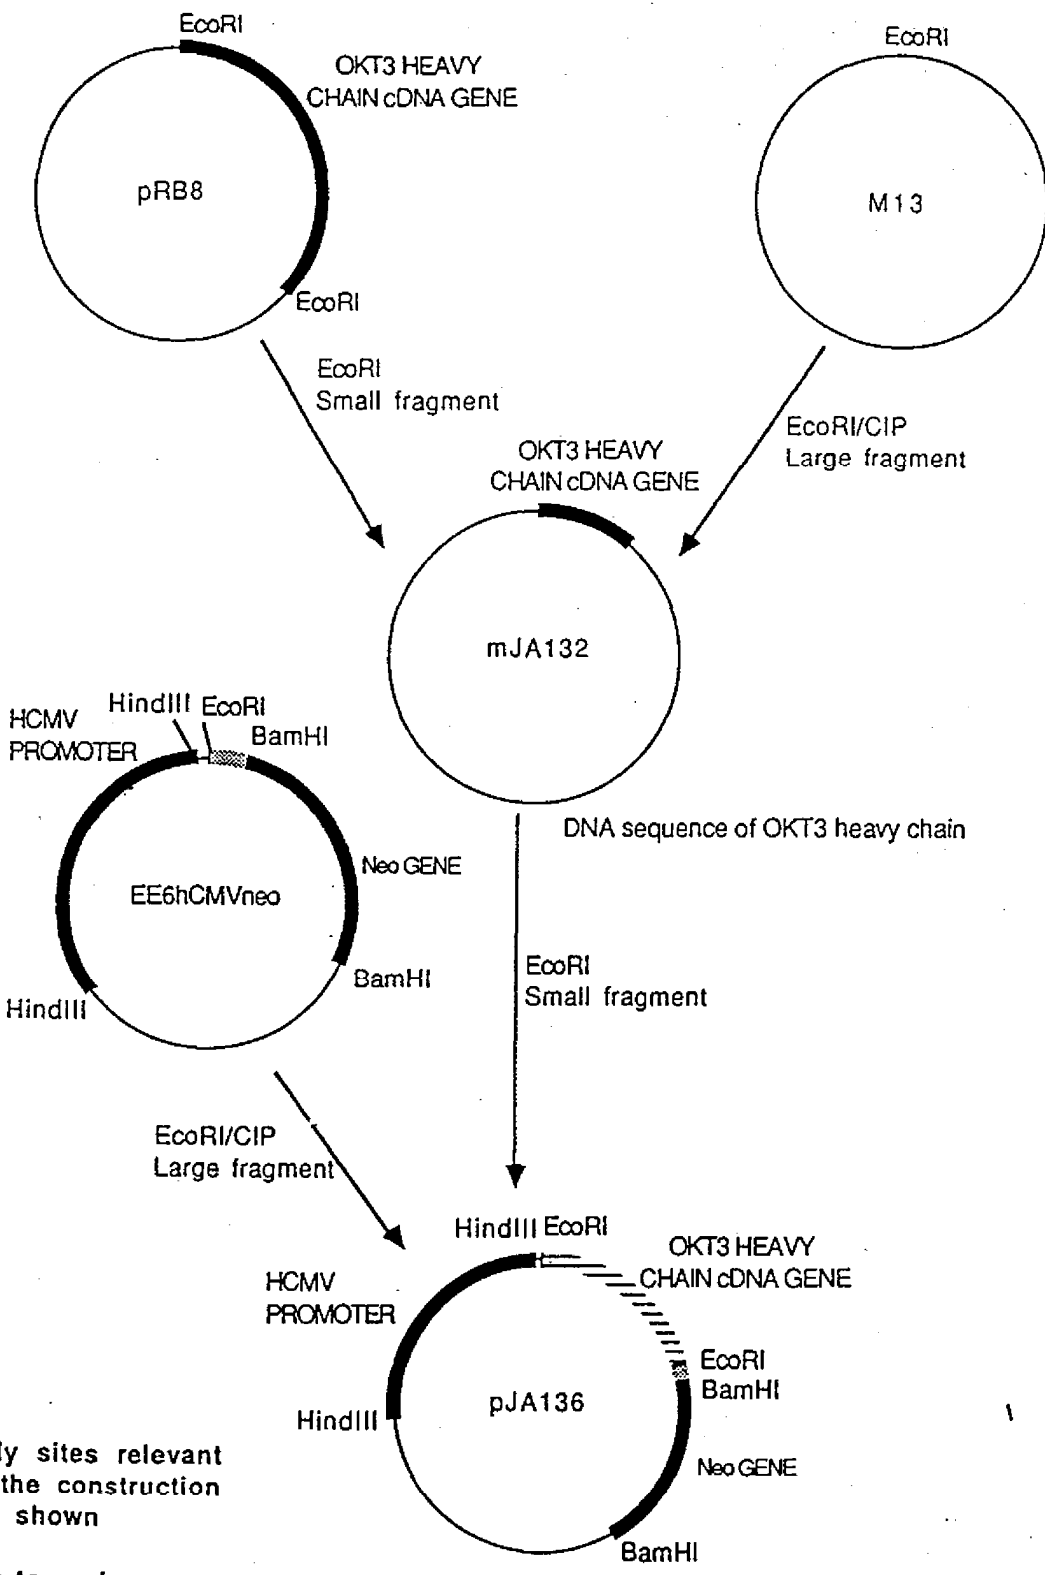 EcoRI
OKT3 HEAVY
CHAIN cDNA GENE
pRB8
EcoRI
EcoRI
M13
EcoRI
Small fragment
EcoRI/CIP
Large fragment
OKT3 HEAVY
CHAIN cDNA GENE
mJA132
HCMV
PROMOTER
HindIII
EcoRI
BamHI
Neo GENE
EE6hCMVneo
BamHI
HindIII
DNA sequence of OKT3 heavy chain
EcoRI
Small fragment
EcoRI/CIP
Large fragment
HindIII
EcoRI
OKT3 HEAVY
CHAIN cDNA GENE
HCMV
PROMOTER
EcoRI
BamHI
pJA136
HindIII
Neo GENE
BamHI
ly sites relevant
the construction
shown